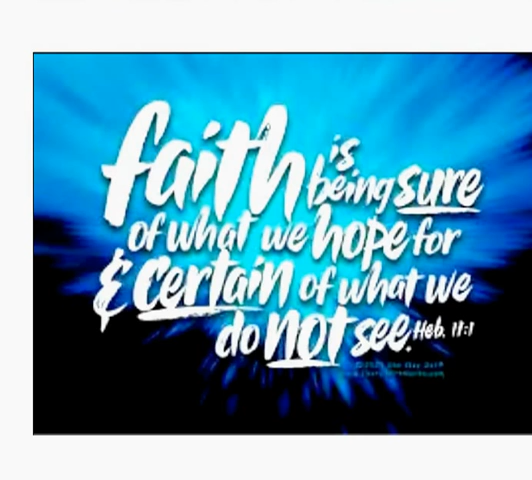 faith is
being sure
of what we hope for
& certain of what we
do not see. Heb. 11:1